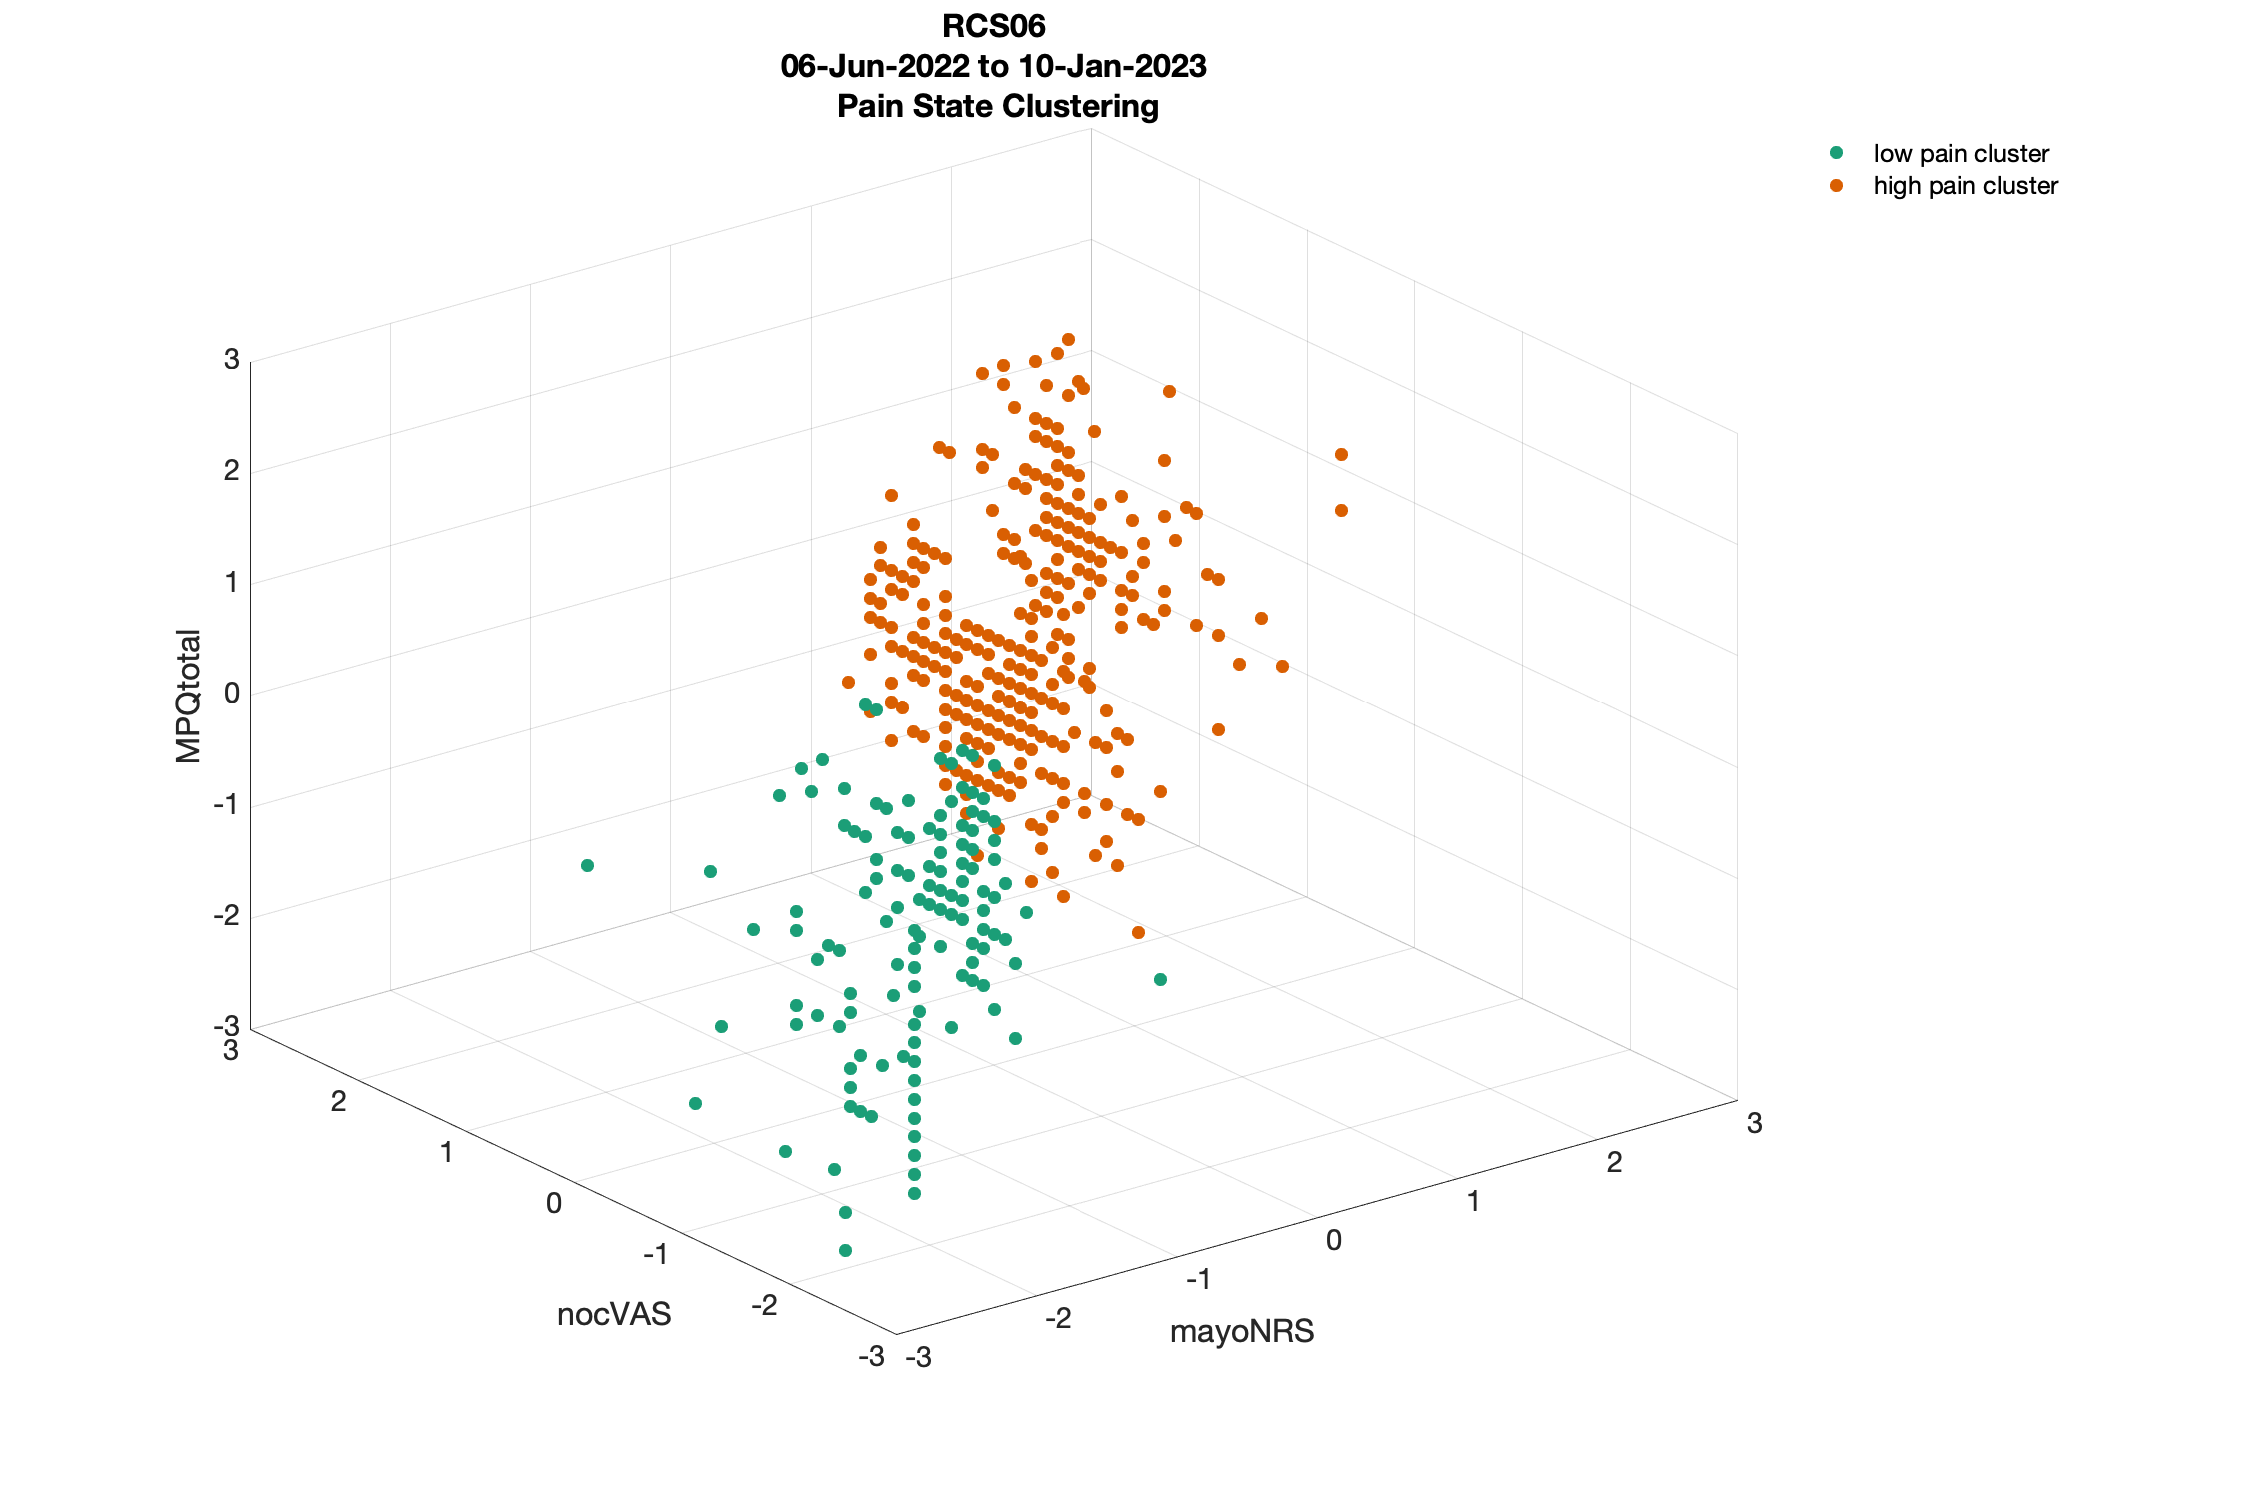 RCS06
06-Jun-2022 to 10-Jan-2023
Pain State Clustering
low pain cluster
high pain cluster
MPQtotal
3
2
1
0
-1
-2
-3
nocVAS
3
2
1
0
-1
-2
-3
mayoNRS
-3
-2
-1
0
1
2
3